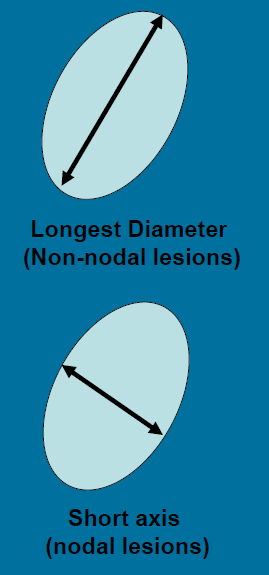 Longest Diameter
(Non-nodal lesions)
Short axis
(nodal lesions)